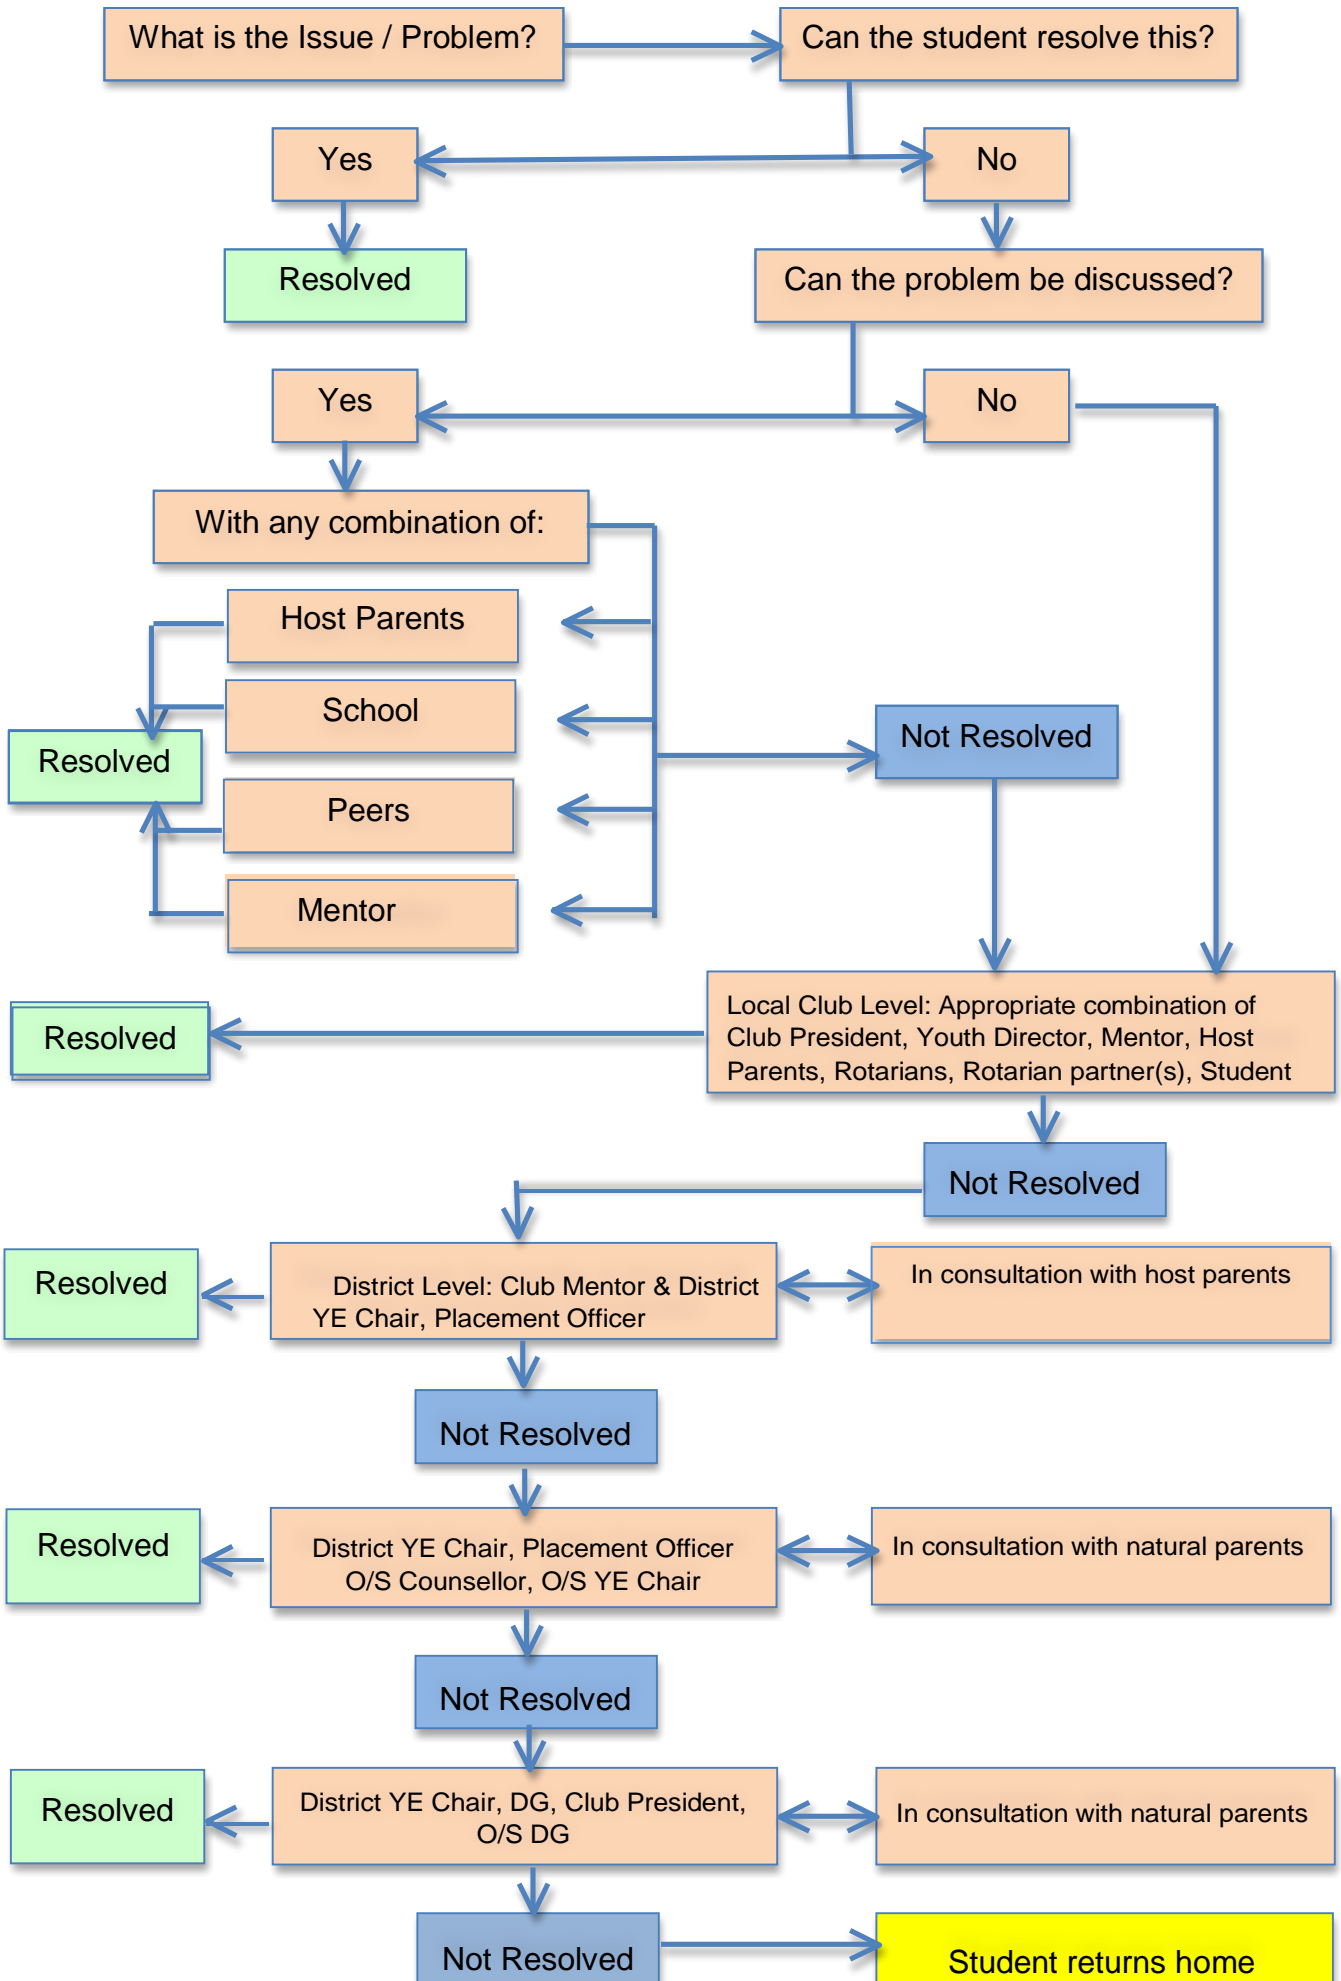 What is the Issue / Problem?
Can the student resolve this?
Yes
No
Resolved
Can the problem be discussed?
Yes
No
With any combination of:
Host Parents
School
Not Resolved
Resolved
Peers
Mentor
Local Club Level: Appropriate combination of
Club President, Youth Director, Mentor, Host
Parents, Rotarians, Rotarian partner(s), Student
Resolved
Not Resolved
Resolved
District Level: Club Mentor & District
YE Chair, Placement Officer
In consultation with host parents
Not Resolved
Resolved
District YE Chair, Placement Officer
O/S Counsellor, O/S YE Chair
In consultation with natural parents
Not Resolved
Resolved
District YE Chair, DG, Club President,
O/S DG
In consultation with natural parents
Not Resolved
Student returns home